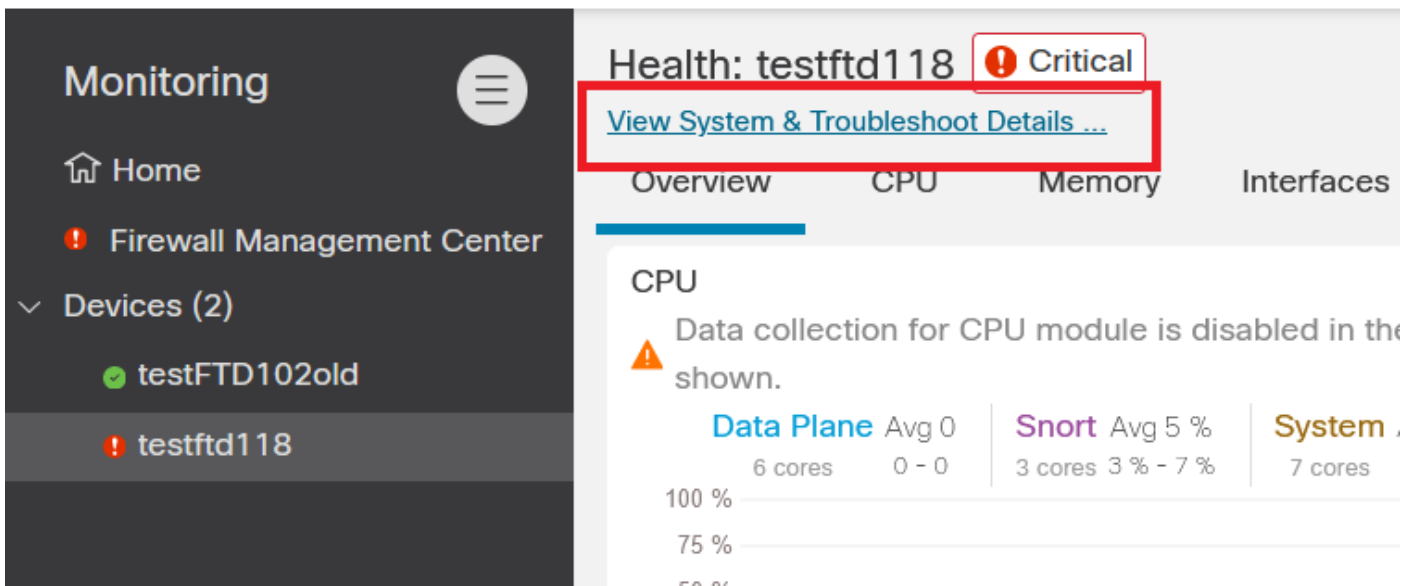 Monitoring
Home
Firewall Management Center
Devices (2)
testFTD102old
testftd118
Health: testftd118
Critical
View System & Troubleshoot Details ...
Overview CPU Memory Interfaces
CPU
Data collection for CPU module is disabled in the
shown.
Data Plane Avg 0 Snort Avg 5 % System
6 cores 0 - 0 3 cores 3 % - 7 % 7 cores
100 %
75 %
50 %